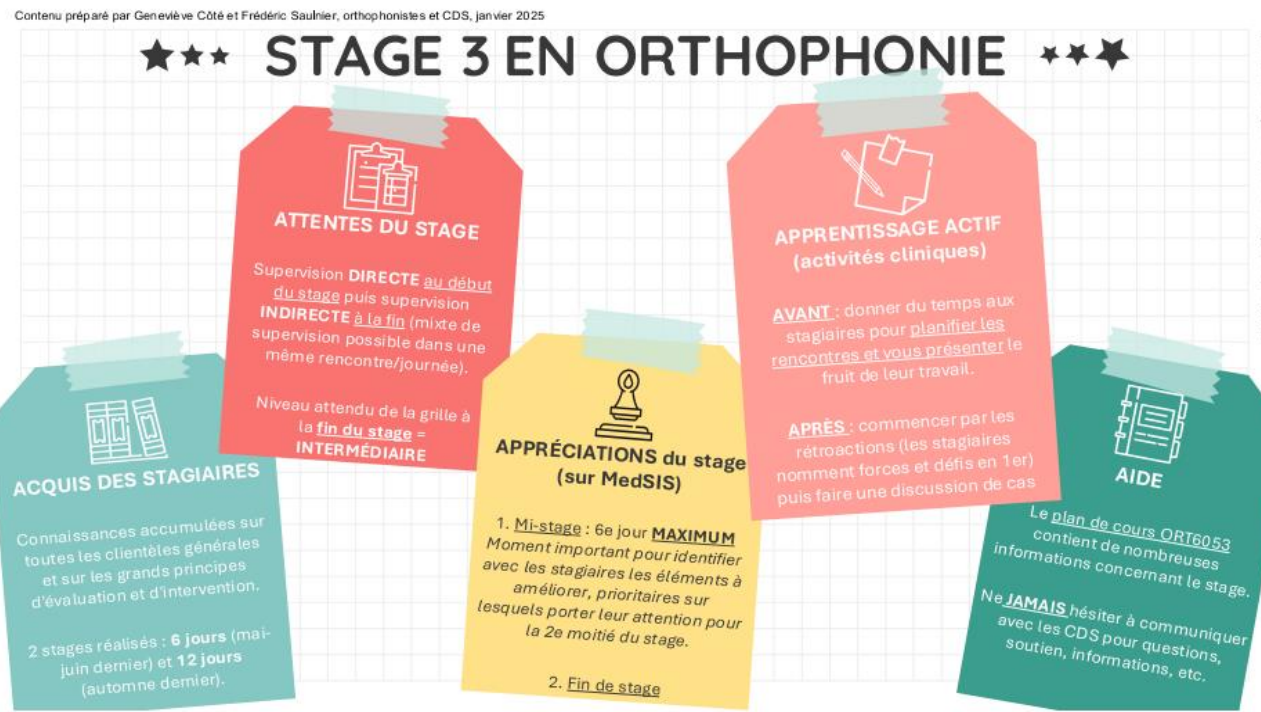 Contenu préparé par Geneviève Côté et Frédéric Saulnier, orthophonistes et CDS, janvier 2025
STAGE 3 EN ORTHOPHONIE
ACQUIS DES STAGIAIRES
Connaissances accumulées sur
toutes les clientèles générales
et sur les grands principes
d'évaluation et d'intervention.
2 stages réalisés : 6 jours (mai-
juin dernier) et 12 jours
(automne dernier).
ATTENTES DU STAGE
Supervision DIRECTE au début
du stage puis supervision
INDIRECTE à la fin (mixte de
supervision possible dans une
même rencontre/journée).
Niveau attendu de la grille à
la fin du stage =
INTERMÉDIAIRE
APPRÉCIATIONS du stage
(sur MedSIS)
1. Mi-stage : 6e jour MAXIMUM
Moment important pour identifier
avec les stagiaires les éléments à
améliorer, prioritaires sur
lesquels porter leur attention pour
la 2e moitié du stage.
2. Fin de stage
APPRENTISSAGE ACTIF
(activités cliniques)
AVANT : donner du temps aux
stagiaires pour planifier les
rencontres et vous présenter le
fruit de leur travail.
APRÈS : commencer par les
rétroactions (les stagiaires
nomment forces et défis en 1er)
puis faire une discussion de cas
AIDE
Le plan de cours ORT6053
contient de nombreuses
informations concernant le stage.
Ne JAMAIS hésiter à communiquer
avec les CDS pour questions,
soutien, informations, etc.